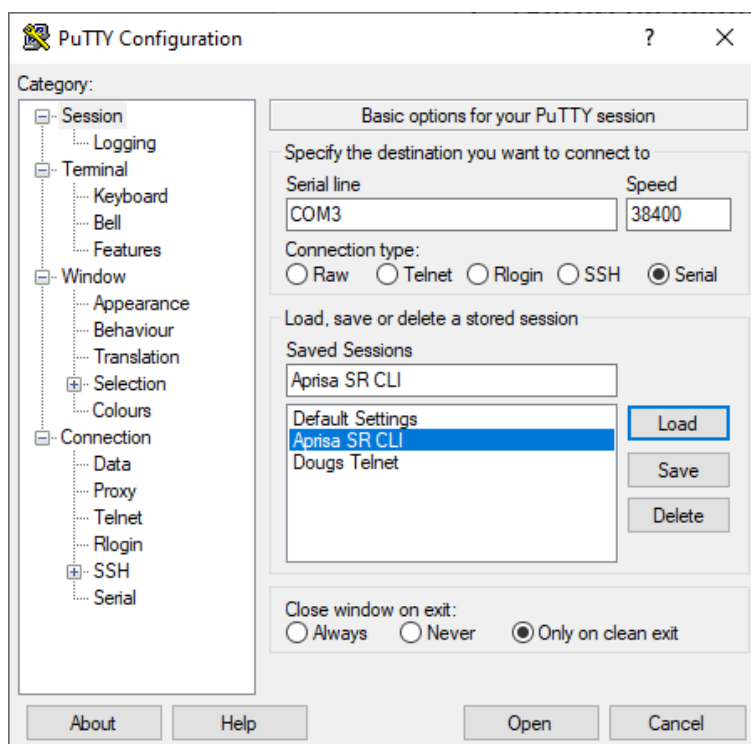 PuTTY Configuration
?
Category:
Session
Logging
Terminal
Keyboard
Bell
Features
Window
Appearance
Behaviour
Translation
Selection
Colours
Connection
Data
Proxy
Telnet
Rlogin
SSH
Serial
Basic options for your PuTTY session
Specify the destination you want to connect to
Serial line Speed
COM3 38400
Connection type:
Raw Telnet Rlogin SSH Serial
Load, save or delete a stored session
Saved Sessions
Aprisa SR CLI
Default Settings
Aprisa SR CLI
Dougs Telnet
Load
Save
Delete
Close window on exit:
Always Never Only on clean exit
About Help Open Cancel